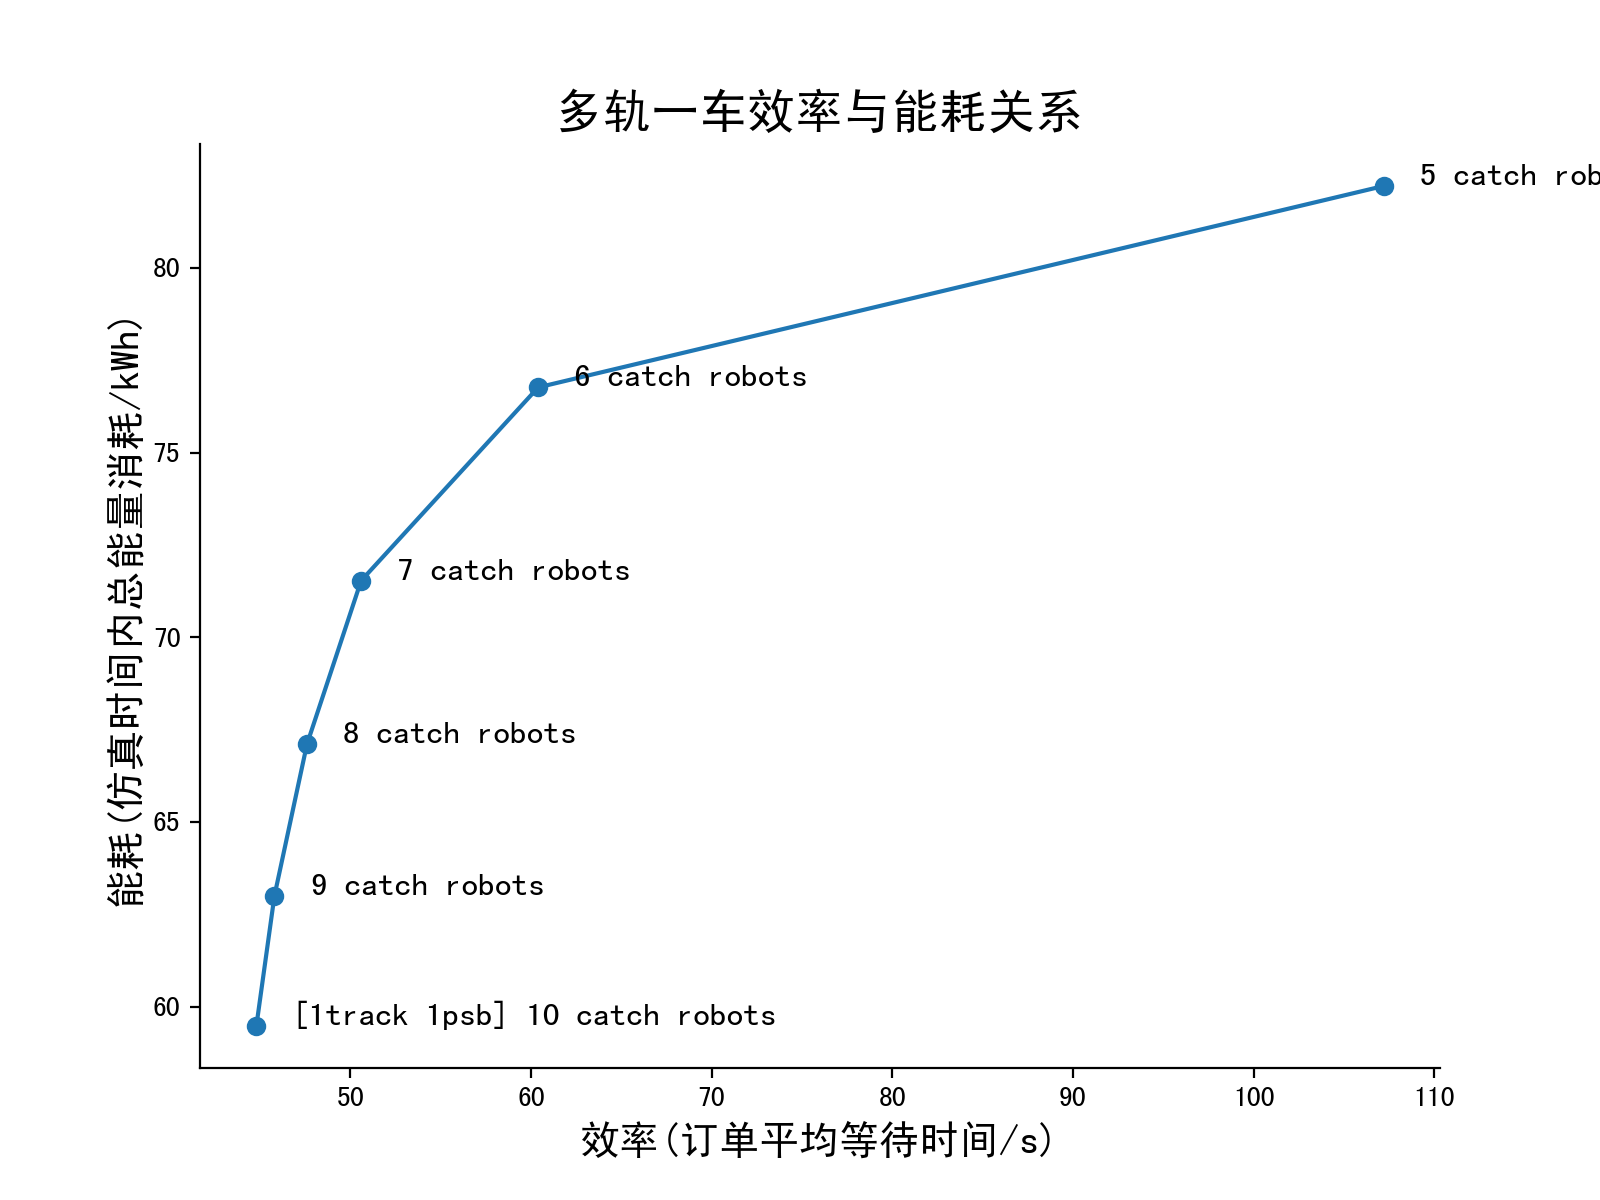 多轨一车效率与能耗关系
5 catch rob
80
6 catch robots
75
7 catch robots
70
8 catch robots
65
9 catch robots
60
[1track 1psb] 10 catch robots
能耗(仿真时间内总能量消耗/kWh)
50 60 70 80 90 100 110
效率(订单平均等待时间/s)